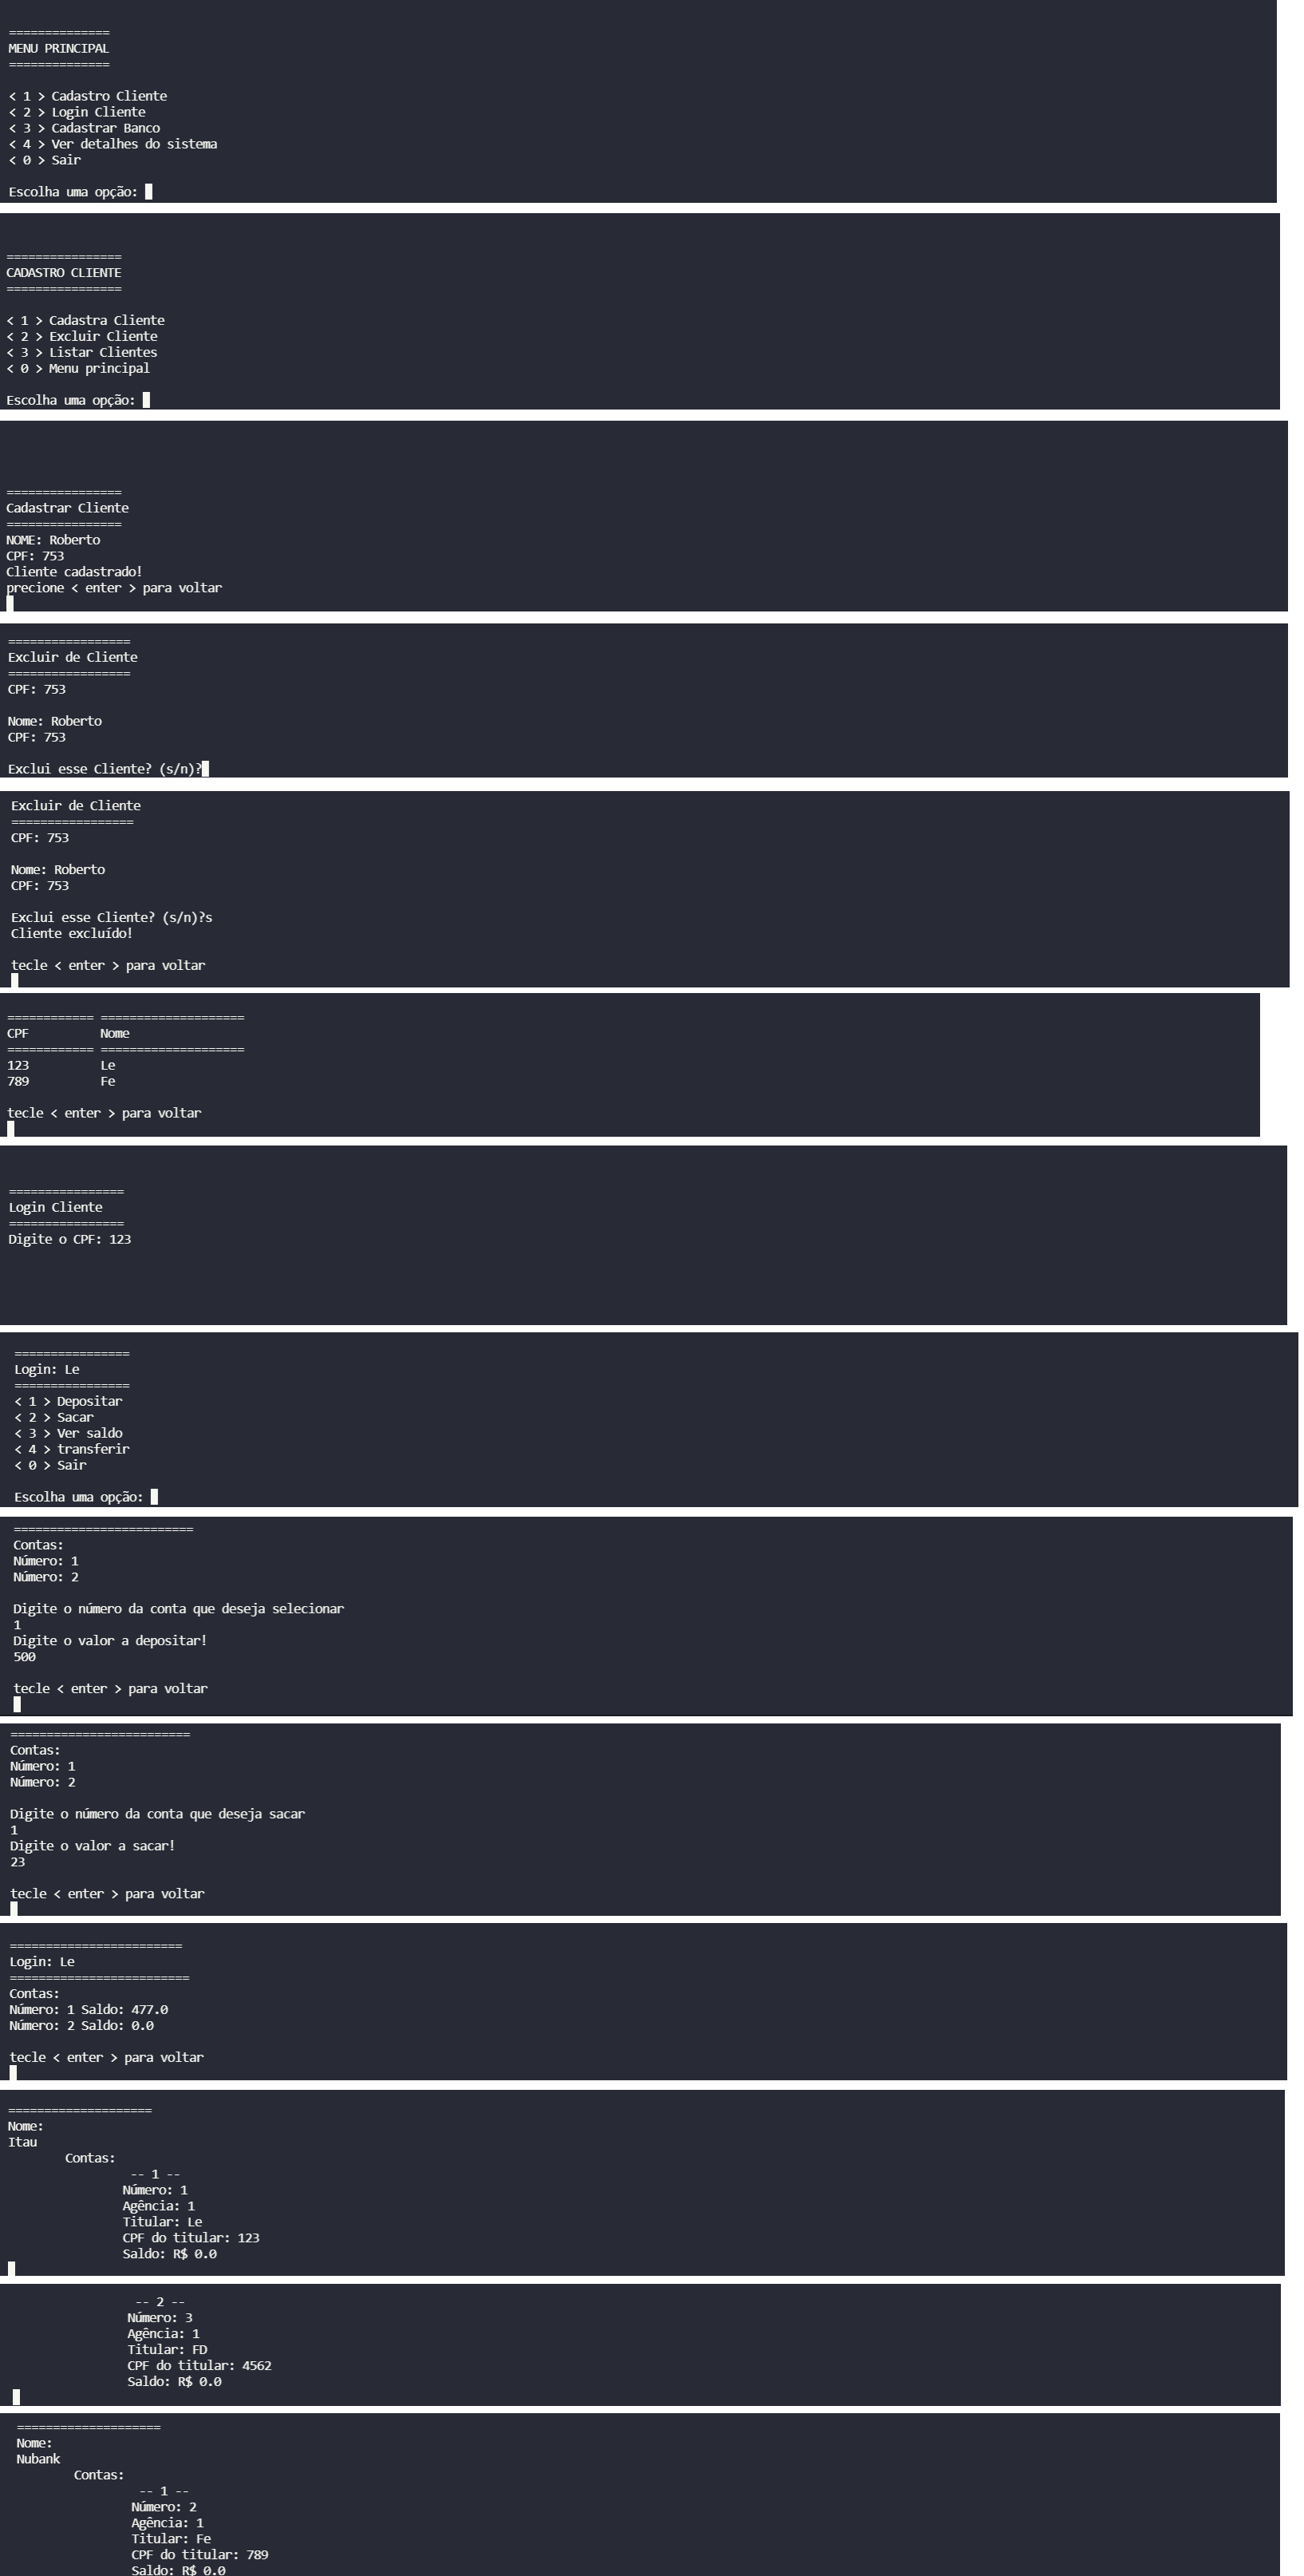 ==============
MENU PRINCIPAL
==============
< 1 > Cadastro Cliente
< 2 > Login Cliente
< 3 > Cadastrar Banco
< 4 > Ver detalhes do sistema
< 0 > Sair
Escolha uma opção:
================
CADASTRO CLIENTE
================
< 1 > Cadastra Cliente
< 2 > Excluir Cliente
< 3 > Listar Clientes
< 0 > Menu principal
Escolha uma opção:
================
Cadastrar Cliente
================
NOME: Roberto
CPF: 753
Cliente cadastrado!
precione < enter > para voltar
=================
Excluir de Cliente
=================
CPF: 753
Nome: Roberto
CPF: 753
Exclui esse Cliente? (s/n)?
Excluir de Cliente
=================
CPF: 753
Nome: Roberto
CPF: 753
Exclui esse Cliente? (s/n)?s
Cliente excluído!
tecle < enter > para voltar
============ ====================
CPF          Nome
============ ====================
123          Le
789          Fe
tecle < enter > para voltar
================
Login Cliente
================
Digite o CPF: 123
================
Login: Le
================
< 1 > Depositar
< 2 > Sacar
< 3 > Ver saldo
< 4 > transferir
< 0 > Sair
Escolha uma opção:
=========================
Contas:
Número: 1
Número: 2
Digite o número da conta que deseja selecionar
1
Digite o valor a depositar!
500
tecle < enter > para voltar
=========================
Contas:
Número: 1
Número: 2
Digite o número da conta que deseja sacar
1
Digite o valor a sacar!
23
tecle < enter > para voltar
========================
Login: Le
=========================
Contas:
Número: 1 Saldo: 477.0
Número: 2 Saldo: 0.0
tecle < enter > para voltar
====================
Nome:
Itau
Contas:
-- 1 --
Número: 1
Agência: 1
Titular: Le
CPF do titular: 123
Saldo: R$ 0.0
-- 2 --
Número: 3
Agência: 1
Titular: FD
CPF do titular: 4562
Saldo: R$ 0.0
====================
Nome:
Nubank
Contas:
-- 1 --
Número: 2
Agência: 1
Titular: Fe
CPF do titular: 789
Saldo: R$ 0.0